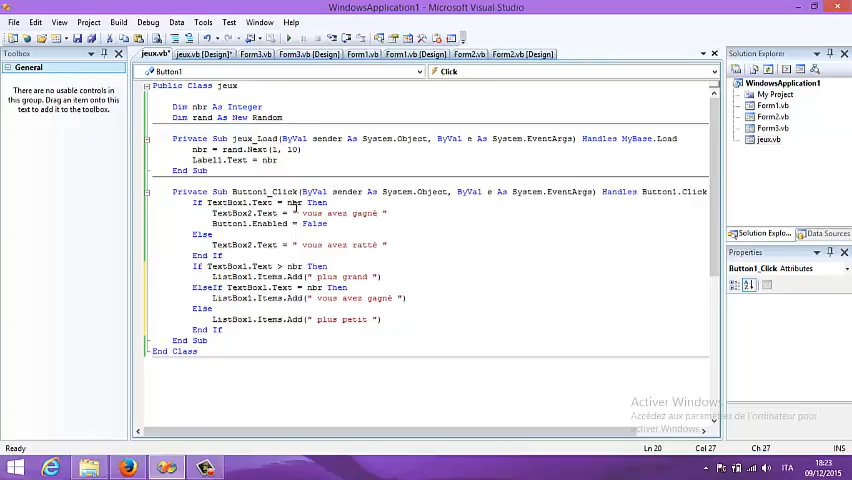 WindowsApplication1 - Microsoft Visual Studio
File Edit View Project Build Debug Data Tools Test Window Help
Toolbox
jeux.vb* jeux.vb [Design]* Form3.vb Form3.vb [Design] Form1.vb Form1.vb [Design] Form2.vb Form2.vb [Design]
Solution Explorer
General
There are no usable controls in
this group. Drag an item onto this
text to add it to the toolbox.
Button1 Click
Public Class jeux
Dim nbr As Integer
Dim rand As New Random
Private Sub jeux_Load(ByVal sender As System.Object, ByVal e As System.EventArgs) Handles MyBase.Load
nbr = rand.Next(1, 10)
Label1.Text = nbr
End Sub
Private Sub Button1_Click(ByVal sender As System.Object, ByVal e As System.EventArgs) Handles Button1.Click
If TextBox1.Text = nbr Then
TextBox2.Text = " vous avez gagné "
Button1.Enabled = False
Else
TextBox2.Text = " vous avez ratté "
End If
If TextBox1.Text > nbr Then
ListBox1.Items.Add(" plus grand ")
ElseIf TextBox1.Text = nbr Then
ListBox1.Items.Add(" vous avez gagné ")
Else
ListBox1.Items.Add(" plus petit ")
End If
End Sub
End Class
WindowsApplication1
My Project
Form1.vb
Form2.vb
Form3.vb
jeux.vb
Solution Explo... Data Sources
Properties
Button1_Click Attributes
Activer Windows
Accédez aux paramètres de l'ordinateur pour
activer Windows.
Ready Ln 20 Col 27 Ch 27 INS
ITA
18:23
09/12/2015